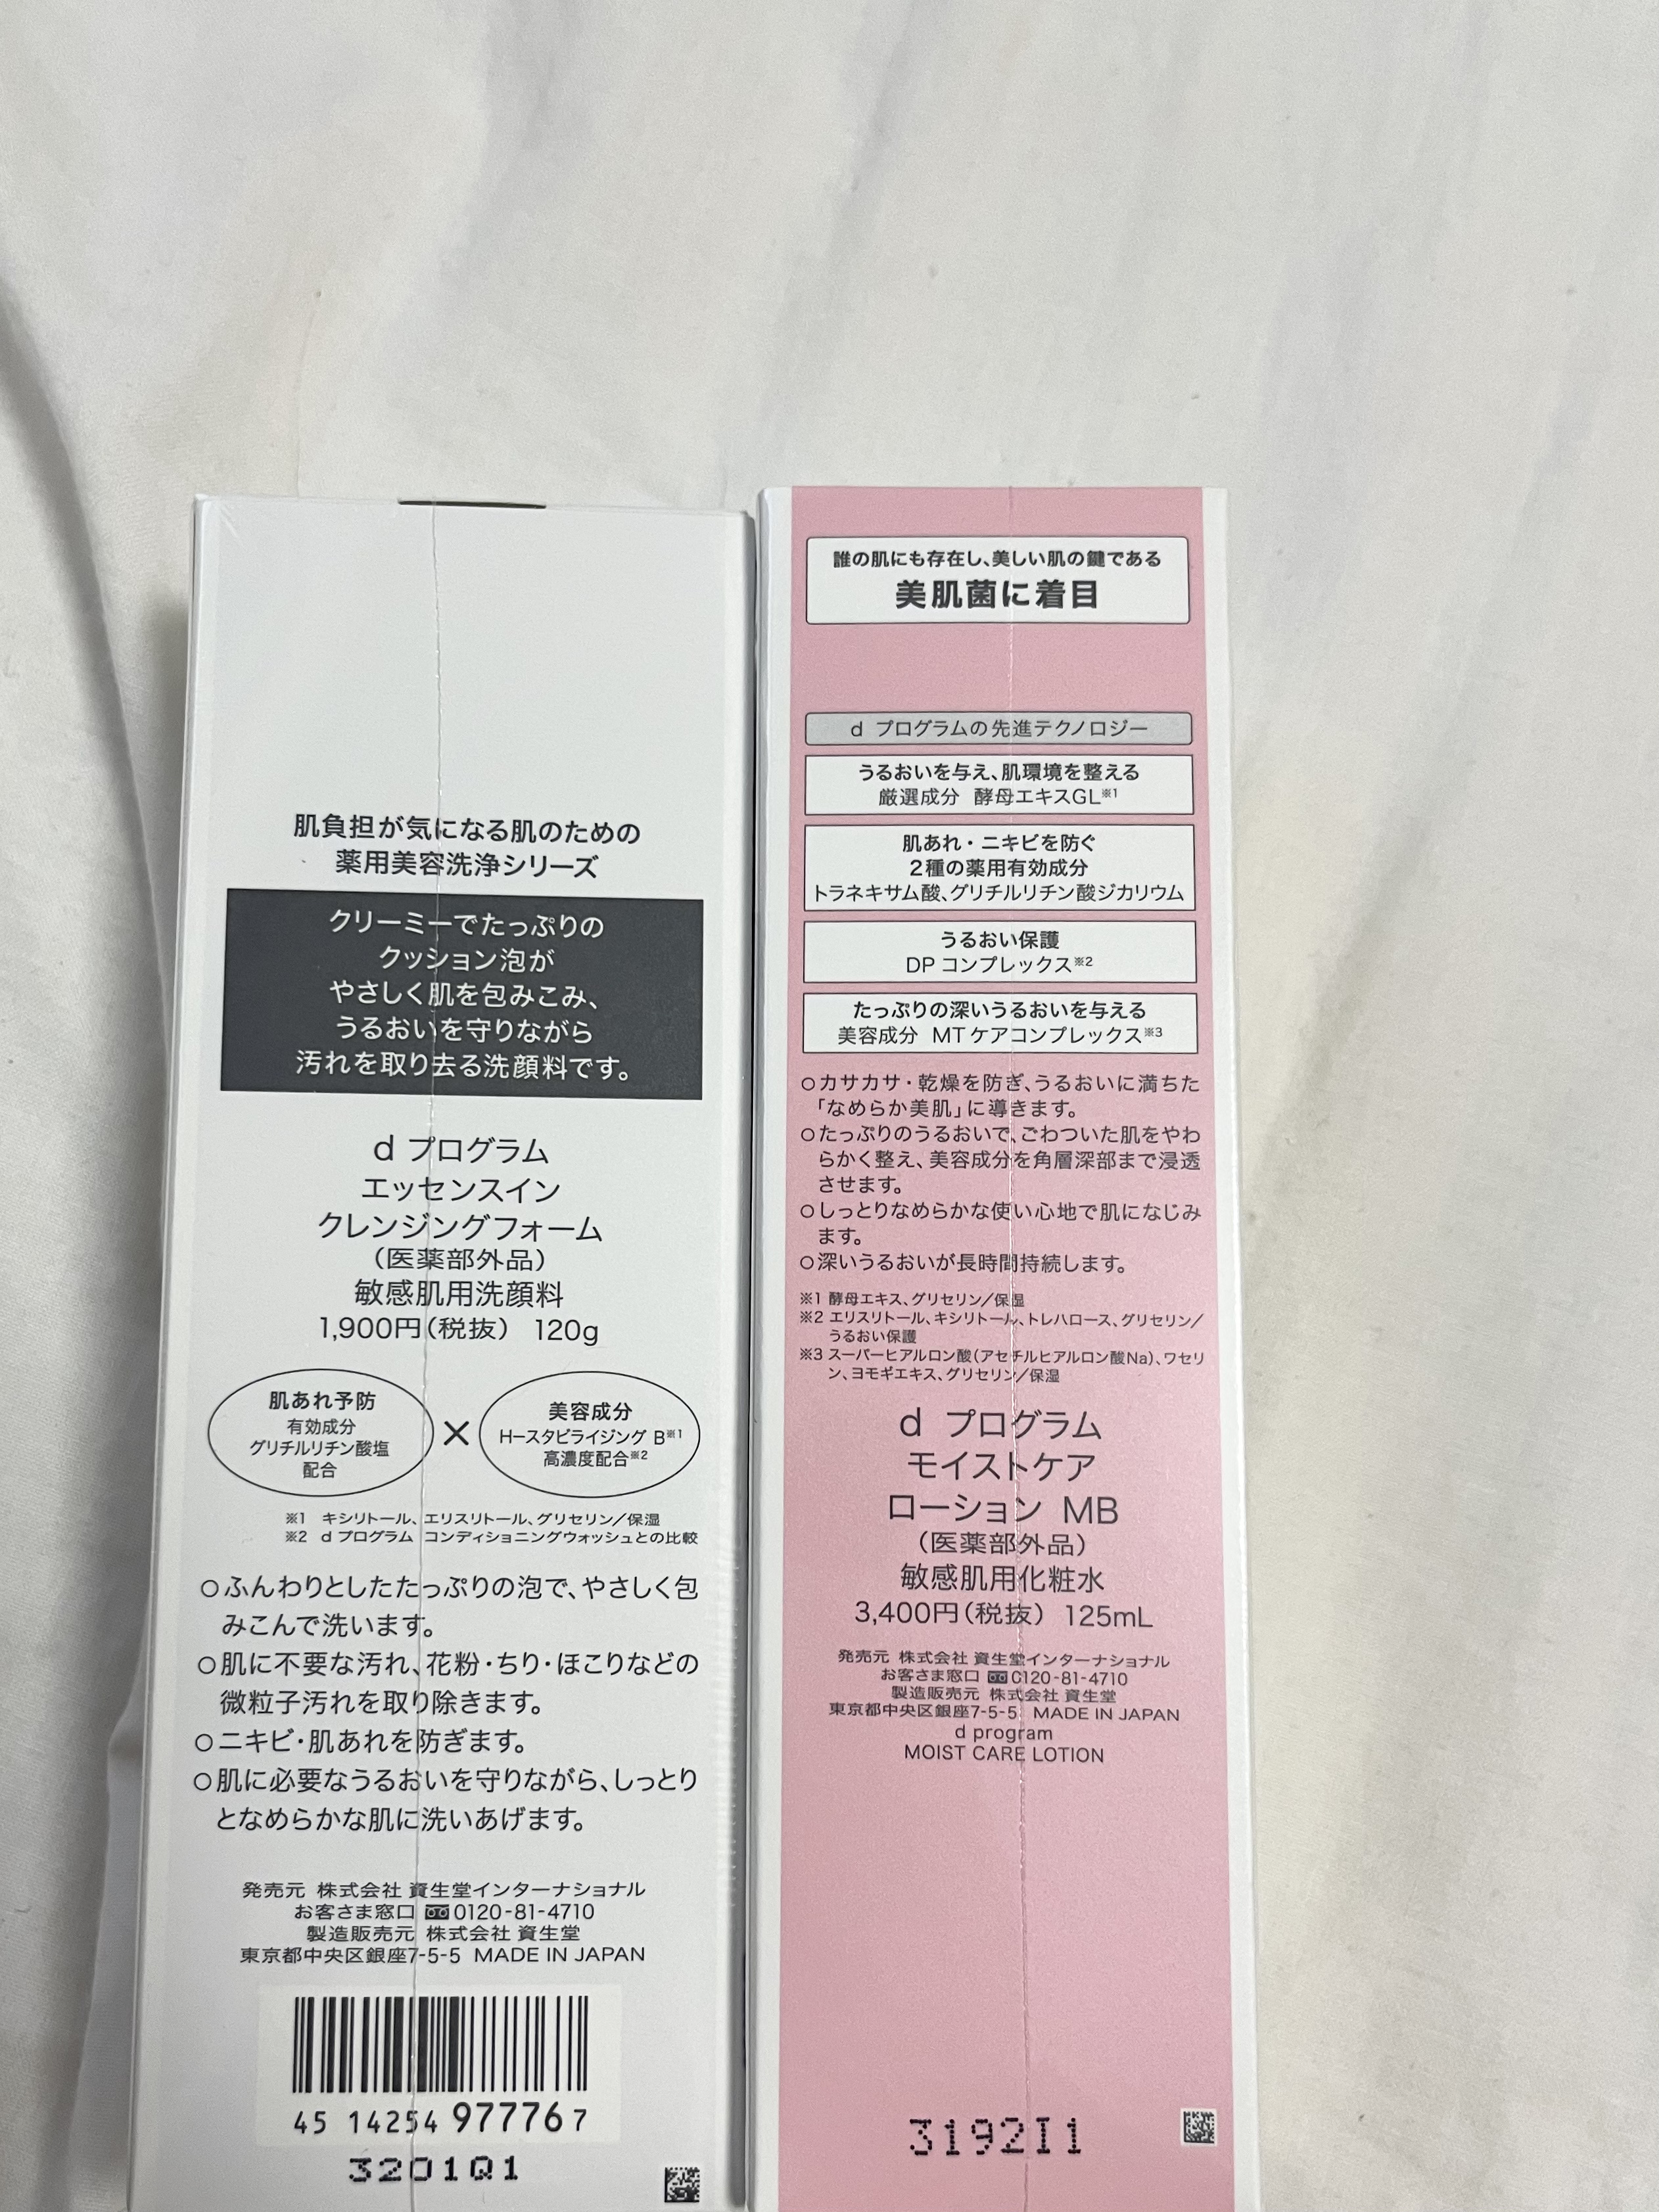 肌負担が気になる肌のための
薬用美容洗浄シリーズ
クリーミーでたっぷりの
クッション泡が
やさしく肌を包みこみ、
うるおいを守りながら
汚れを取り去る洗顔料です。
d プログラム
エッセンスイン
クレンジングフォーム
(医薬部外品)
敏感肌用洗顔料
1,900円(税抜) 120g
肌あれ予防
有効成分
グリチルリチン酸塩
配合
×
美容成分
H-スタビライジング B※1
高濃度配合※2
※1 キシリトール、エリスリトール、グリセリン/保湿
※2 d プログラム コンディショニングウォッシュとの比較
○ふんわりとしたたっぷりの泡で、やさしく包
みこんで洗います。
○肌に不要な汚れ、花粉・ちり・ほこりなどの
微粒子汚れを取り除きます。
○ニキビ・肌あれを防ぎます。
○肌に必要なうるおいを守りながら、しっとり
となめらかな肌に洗いあげます。
発売元 株式会社 資生堂インターナショナル
お客さま窓口 0120-81-4710
製造販売元 株式会社 資生堂
東京都中央区銀座7-5-5 MADE IN JAPAN
45 14254 97776 7
3201Q1
誰の肌にも存在し、美しい肌の鍵である
美肌菌に着目
d プログラムの先進テクノロジー
うるおいを与え、肌環境を整える
厳選成分 酵母エキスGL※1
肌あれ・ニキビを防ぐ
2種の薬用有効成分
トラネキサム酸、グリチルリチン酸ジカリウム
うるおい保護
DP コンプレックス※2
たっぷりの深いうるおいを与える
美容成分 MT ケアコンプレックス※3
○カサカサ・乾燥を防ぎ、うるおいに満ちた
「なめらか美肌」に導きます。
○たっぷりのうるおいで、ごわついた肌をやわ
らかく整え、美容成分を角層深部まで浸透
させます。
○しっとりなめらかな使い心地で肌になじみ
ます。
○深いうるおいが長時間持続します。
※1 酵母エキス、グリセリン/保湿
※2 エリスリトール、キシリトール、トレハロース、グリセリン/
うるおい保護
※3 スーパーヒアルロン酸(アセチルヒアルロン酸Na)、ワセリ
ン、ヨモギエキス、グリセリン/保湿
d プログラム
モイストケア
ローション MB
(医薬部外品)
敏感肌用化粧水
3,400円(税抜) 125mL
発売元 株式会社 資生堂インターナショナル
お客さま窓口 0120-81-4710
製造販売元 株式会社 資生堂
東京都中央区銀座7-5-5 MADE IN JAPAN
d program
MOIST CARE LOTION
3192I1